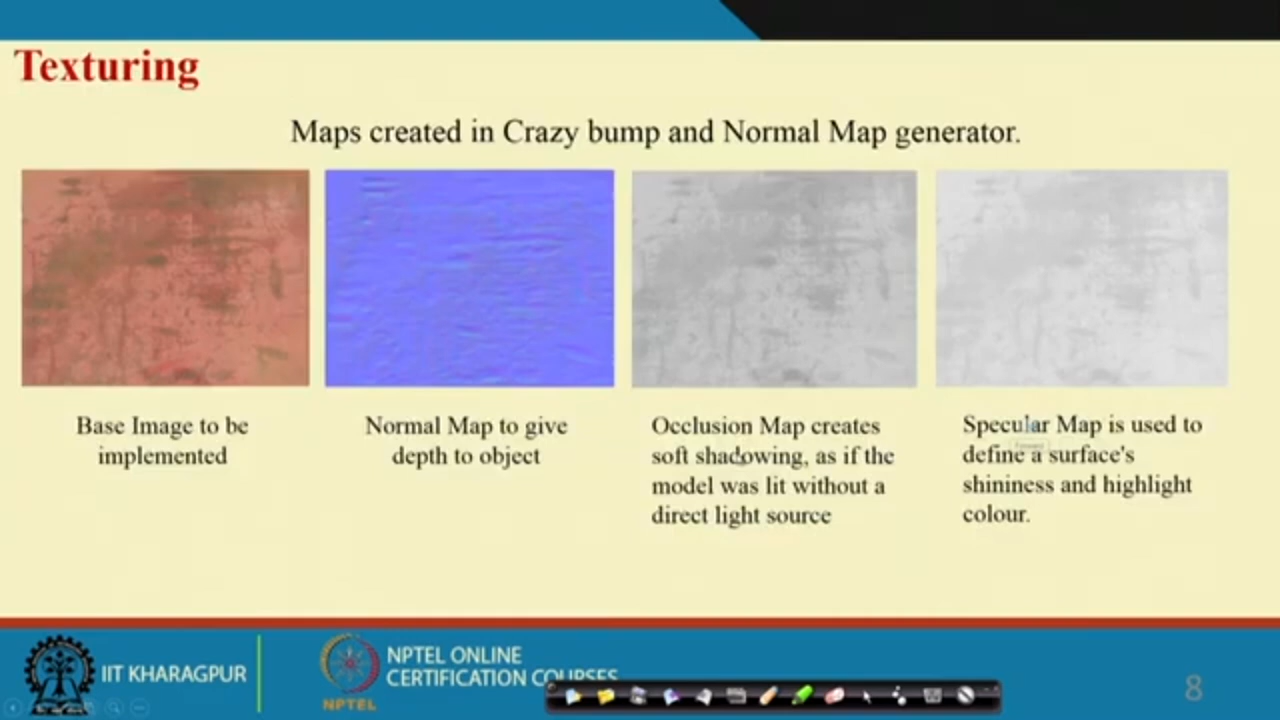 Texturing
Maps created in Crazy bump and Normal Map generator.
Base Image to be
implemented
Normal Map to give
depth to object
Occlusion Map creates
soft shadowing, as if the
model was lit without a
direct light source
Specular Map is used to
define a surface's
shininess and highlight
colour.
IIT KHARAGPUR
NPTEL
NPTEL ONLINE
CERTIFICATION COURSES
8